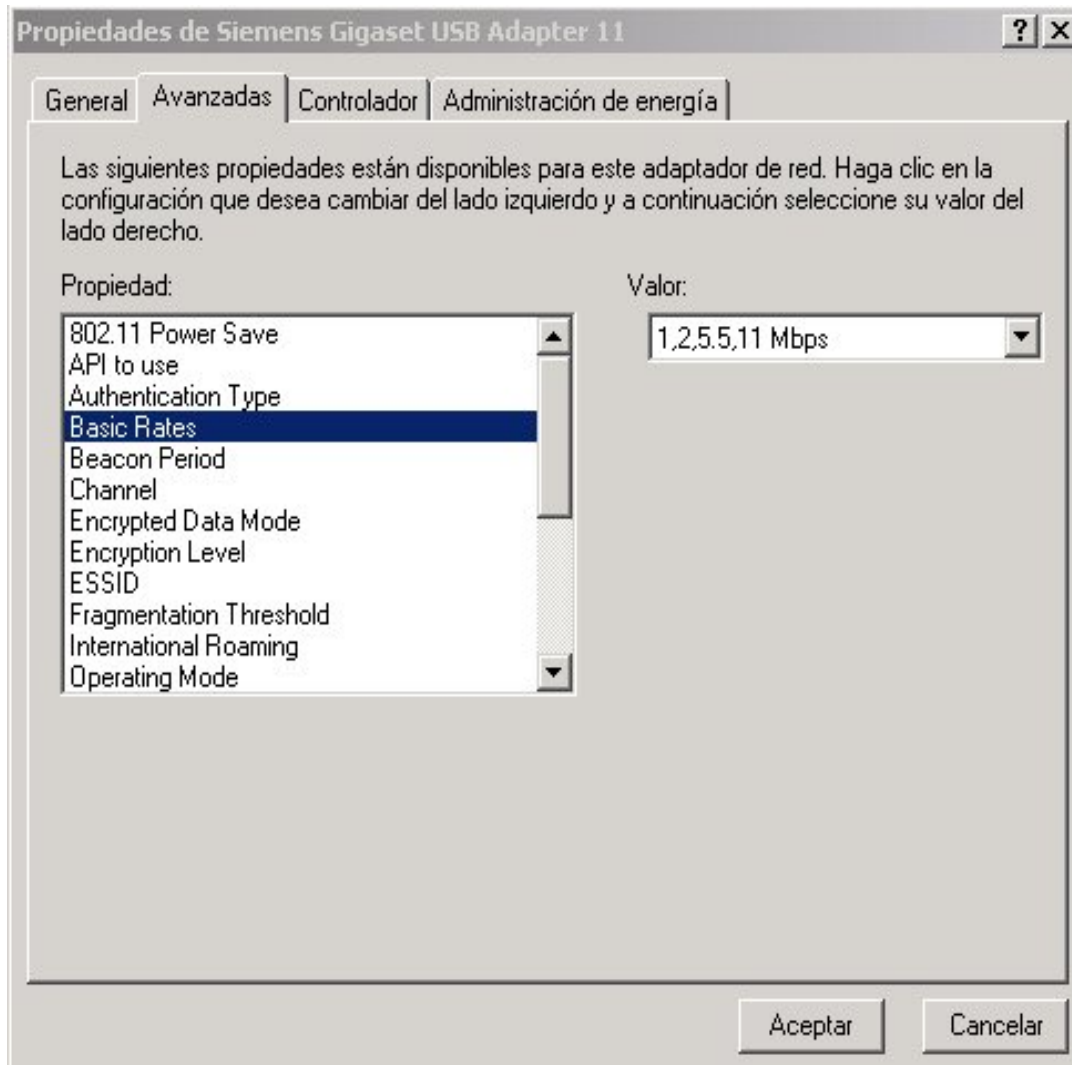 Propiedades de Siemens Gigaset USB Adapter 11
General
Avanzadas
Controlador
Administración de energía
Las siguientes propiedades están disponibles para este adaptador de red. Haga clic en la
configuración que desea cambiar del lado izquierdo y a continuación seleccione su valor del
lado derecho.
Propiedad:
802.11 Power Save
API to use
Authentication Type
Basic Rates
Beacon Period
Channel
Encrypted Data Mode
Encryption Level
ESSID
Fragmentation Threshold
International Roaming
Operating Mode
Valor:
1,2,5.5,11 Mbps
Aceptar
Cancelar